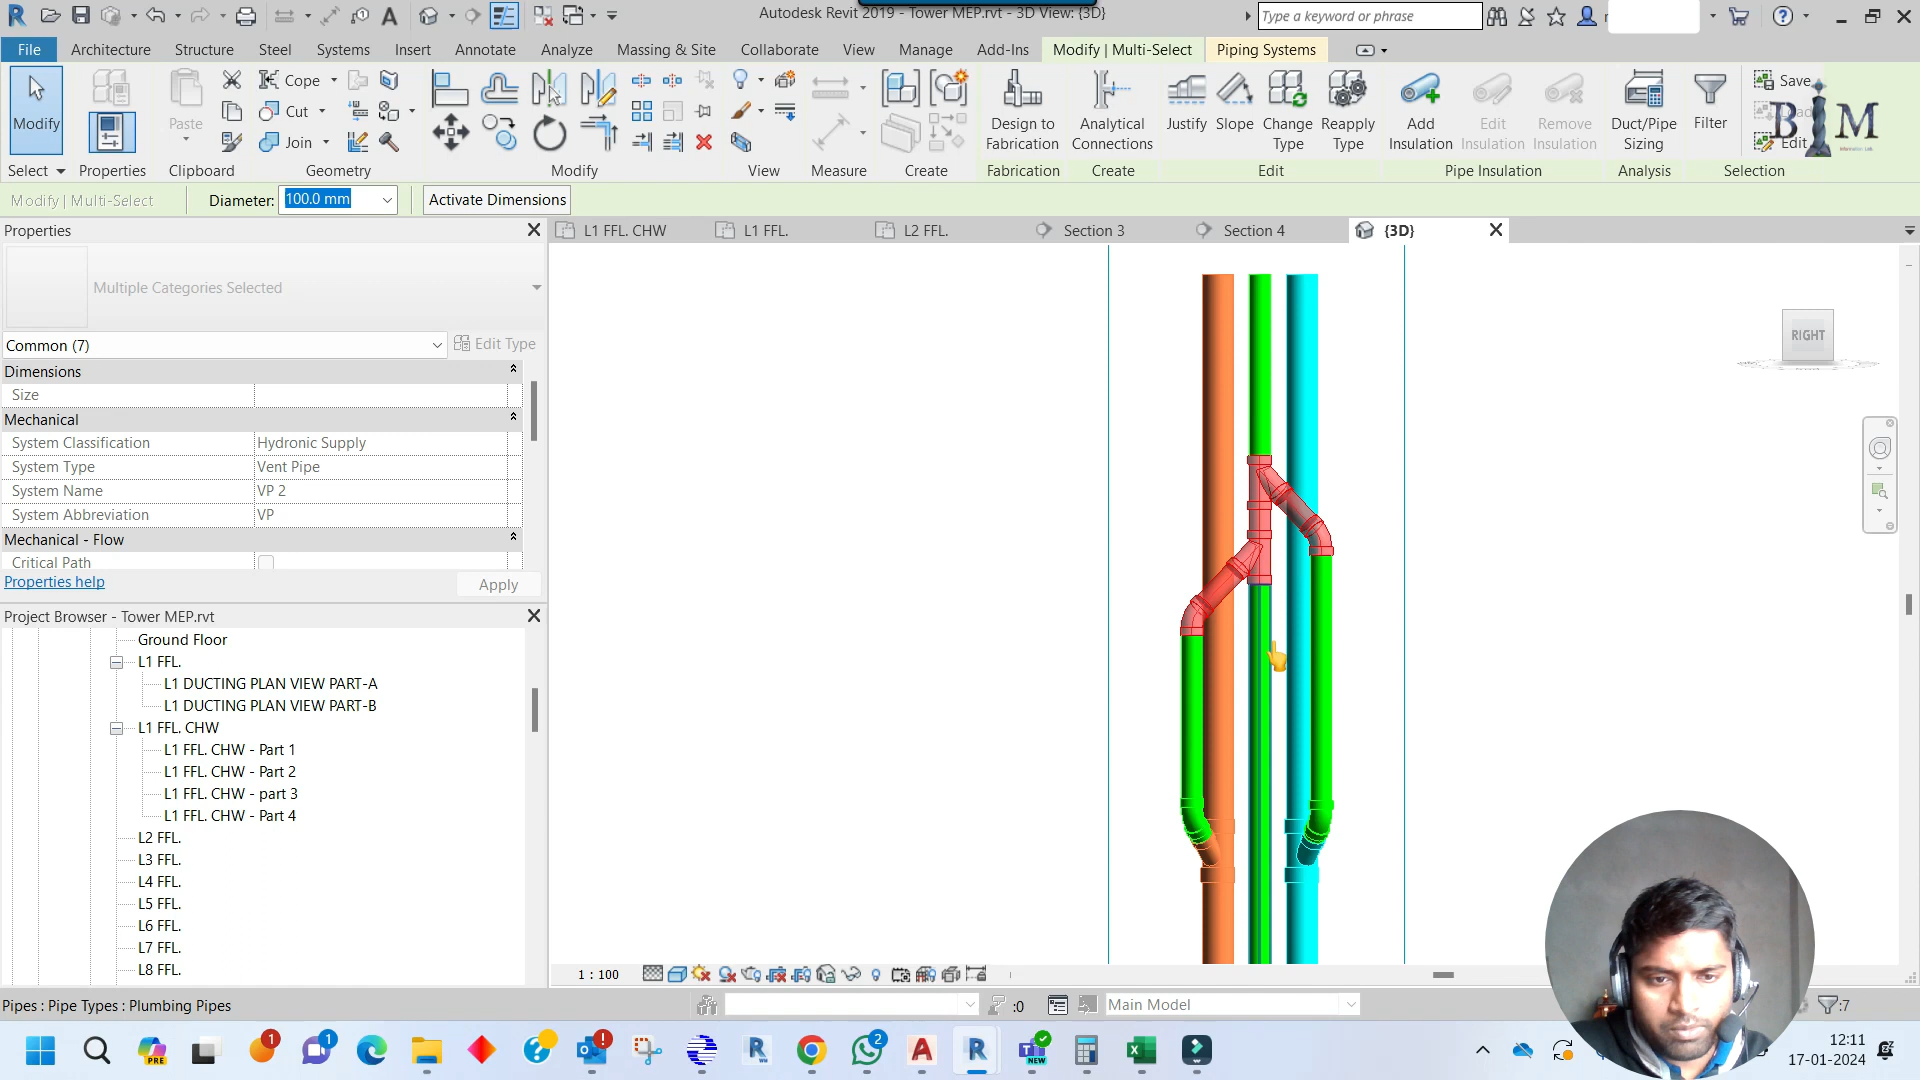 Autodesk Revit 2019 - Tower MEP.rvt - 3D View: {3D}
Type a keyword or phrase
File Architecture Structure Steel Systems Insert Annotate Analyze Massing & Site Collaborate View Manage Add-Ins Modify | Multi-Select Piping Systems
Modify
Paste
Cope
Cut
Join
Design to Fabrication
Analytical Connections
Justify
Slope
Change Type
Reapply Type
Add Insulation
Edit Insulation
Remove Insulation
Duct/Pipe Sizing
Filter
Save
Edit
BIM
Select Properties Clipboard Geometry Modify View Measure Create Fabrication Create Edit Pipe Insulation Analysis Selection
Modify | Multi-Select Diameter: 100.0 mm Activate Dimensions
Properties
L1 FFL. CHW L1 FFL. L2 FFL. Section 3 Section 4 {3D}
Multiple Categories Selected
Common (7) Edit Type
Dimensions
Size
Mechanical
System Classification Hydronic Supply
System Type Vent Pipe
System Name VP 2
System Abbreviation VP
Mechanical - Flow
Critical Path
Properties help Apply
RIGHT
Project Browser - Tower MEP.rvt
Ground Floor
L1 FFL.
L1 DUCTING PLAN VIEW PART-A
L1 DUCTING PLAN VIEW PART-B
L1 FFL. CHW
L1 FFL. CHW - Part 1
L1 FFL. CHW - Part 2
L1 FFL. CHW - part 3
L1 FFL. CHW - Part 4
L2 FFL.
L3 FFL.
L4 FFL.
L5 FFL.
L6 FFL.
L7 FFL.
L8 FFL.
1 : 100
Pipes : Pipe Types : Plumbing Pipes
:0
Main Model
:7
PRE
1
1
2
NEW
12:11
17-01-2024